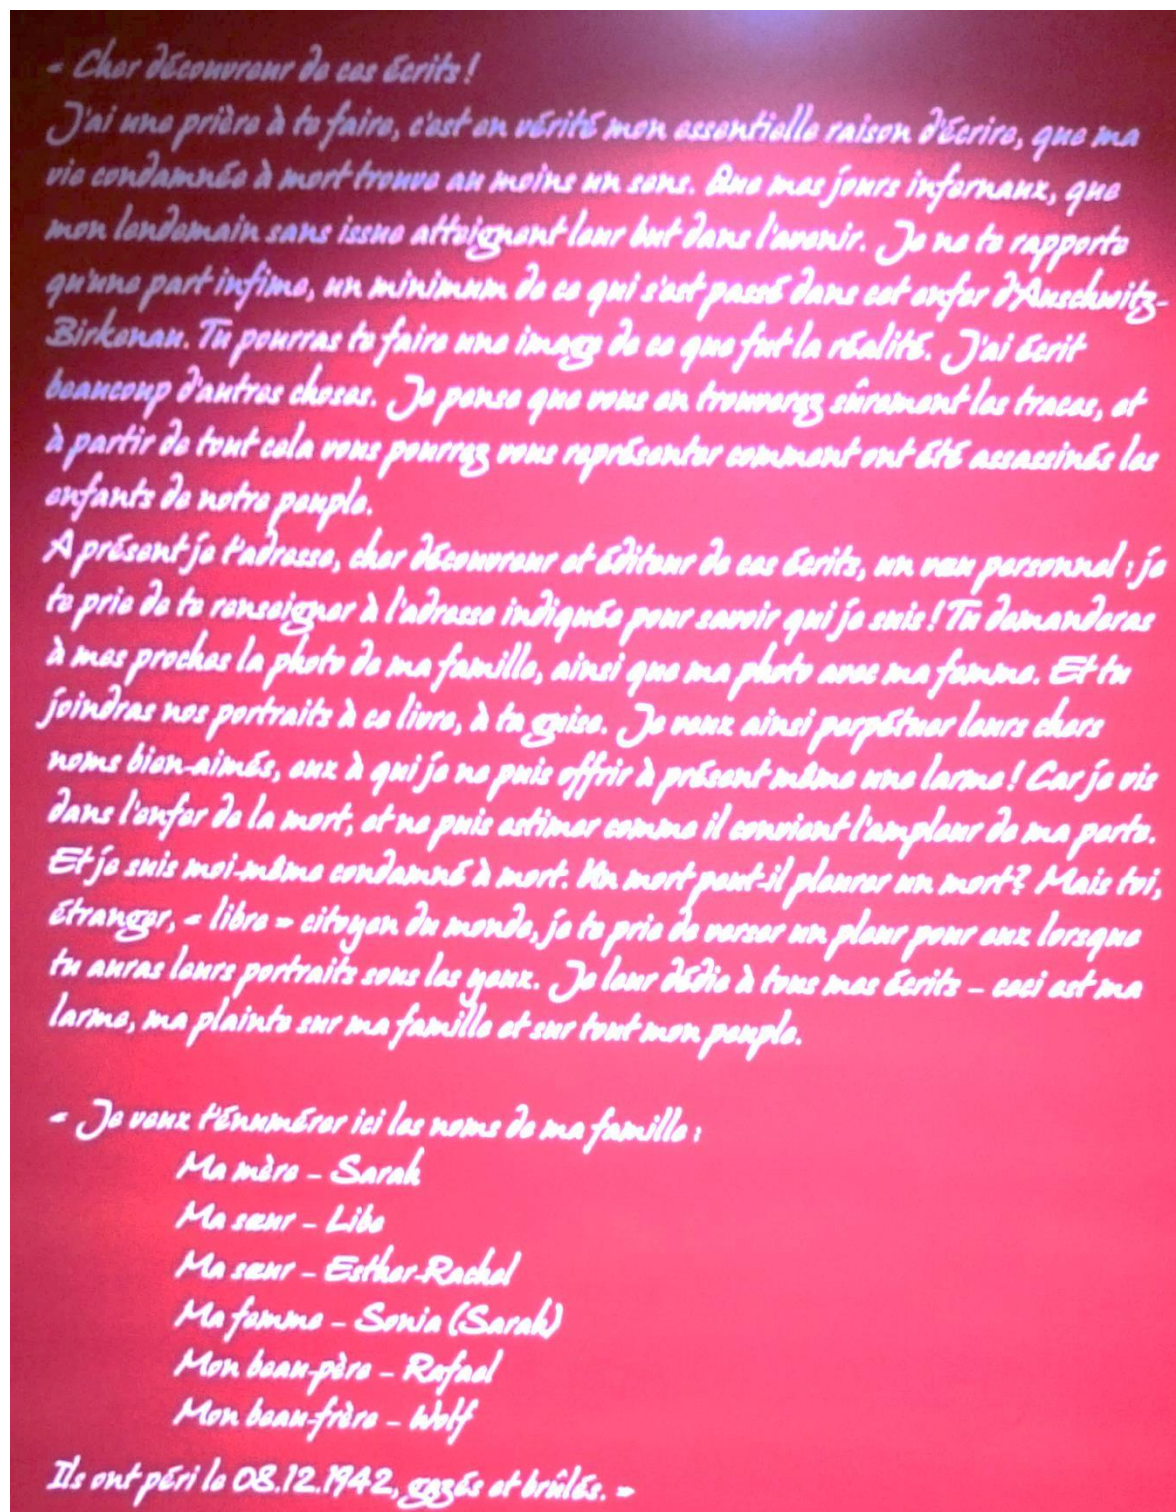 « Cher découvreur de ces écrits !
J'ai une prière à te faire, c'est en vérité mon essentielle raison d'écrire, que ma
vie condamnée à mort trouve au moins un sens. Que mes jours infernaux, que
mon lendemain sans issue atteignent leur but dans l'avenir. Je ne te rapporte
qu'une part infime, un minimum de ce qui s'est passé dans cet enfer d'Auschwitz-
Birkenau. Tu pourras te faire une image de ce que fut la réalité. J'ai écrit
beaucoup d'autres choses. Je pense que vous en trouverez sûrement les traces, et
à partir de tout cela vous pourrez vous représenter comment ont été assassinés les
enfants de notre peuple.
A présent je t'adresse, cher découvreur et éditeur de ces écrits, un vœu personnel : je
te prie de te renseigner à l'adresse indiquée pour savoir qui je suis ! Tu demanderas
à mes proches la photo de ma famille, ainsi que ma photo avec ma femme. Et tu
joindras nos portraits à ce livre, à ta guise. Je veux ainsi perpétuer leurs chers
noms bien-aimés, eux à qui je ne puis offrir à présent même une larme ! Car je vis
dans l'enfer de la mort, et ne puis estimer comme il convient l'ampleur de ma perte.
Et je suis moi-même condamné à mort. Un mort peut-il pleurer un mort ? Mais toi,
étranger, « libre » citoyen du monde, je te prie de verser un pleur pour eux lorsque
tu auras leurs portraits sous les yeux. Je leur dédie à tous mes écrits – ceci est ma
larme, ma plainte sur ma famille et sur tout mon peuple.
« Je veux t'énumérer ici les noms de ma famille :
Ma mère – Sarah
Ma sœur – Libe
Ma sœur – Esther-Rachel
Ma femme – Sonia (Sarah)
Mon beau-père – Rafael
Mon beau-frère – Wolf
Ils ont péri le 08.12.1942, gazés et brûlés. »